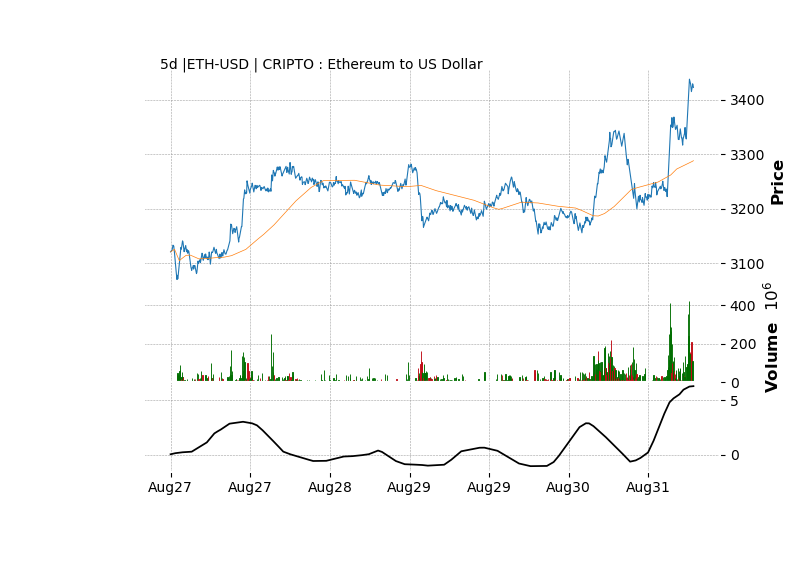 5d |ETH-USD | CRIPTO : Ethereum to US Dollar
3400
3300
3200
3100
Price
400
200
0
Volume 10^6
5
0
Aug27 Aug27 Aug28 Aug29 Aug29 Aug30 Aug31